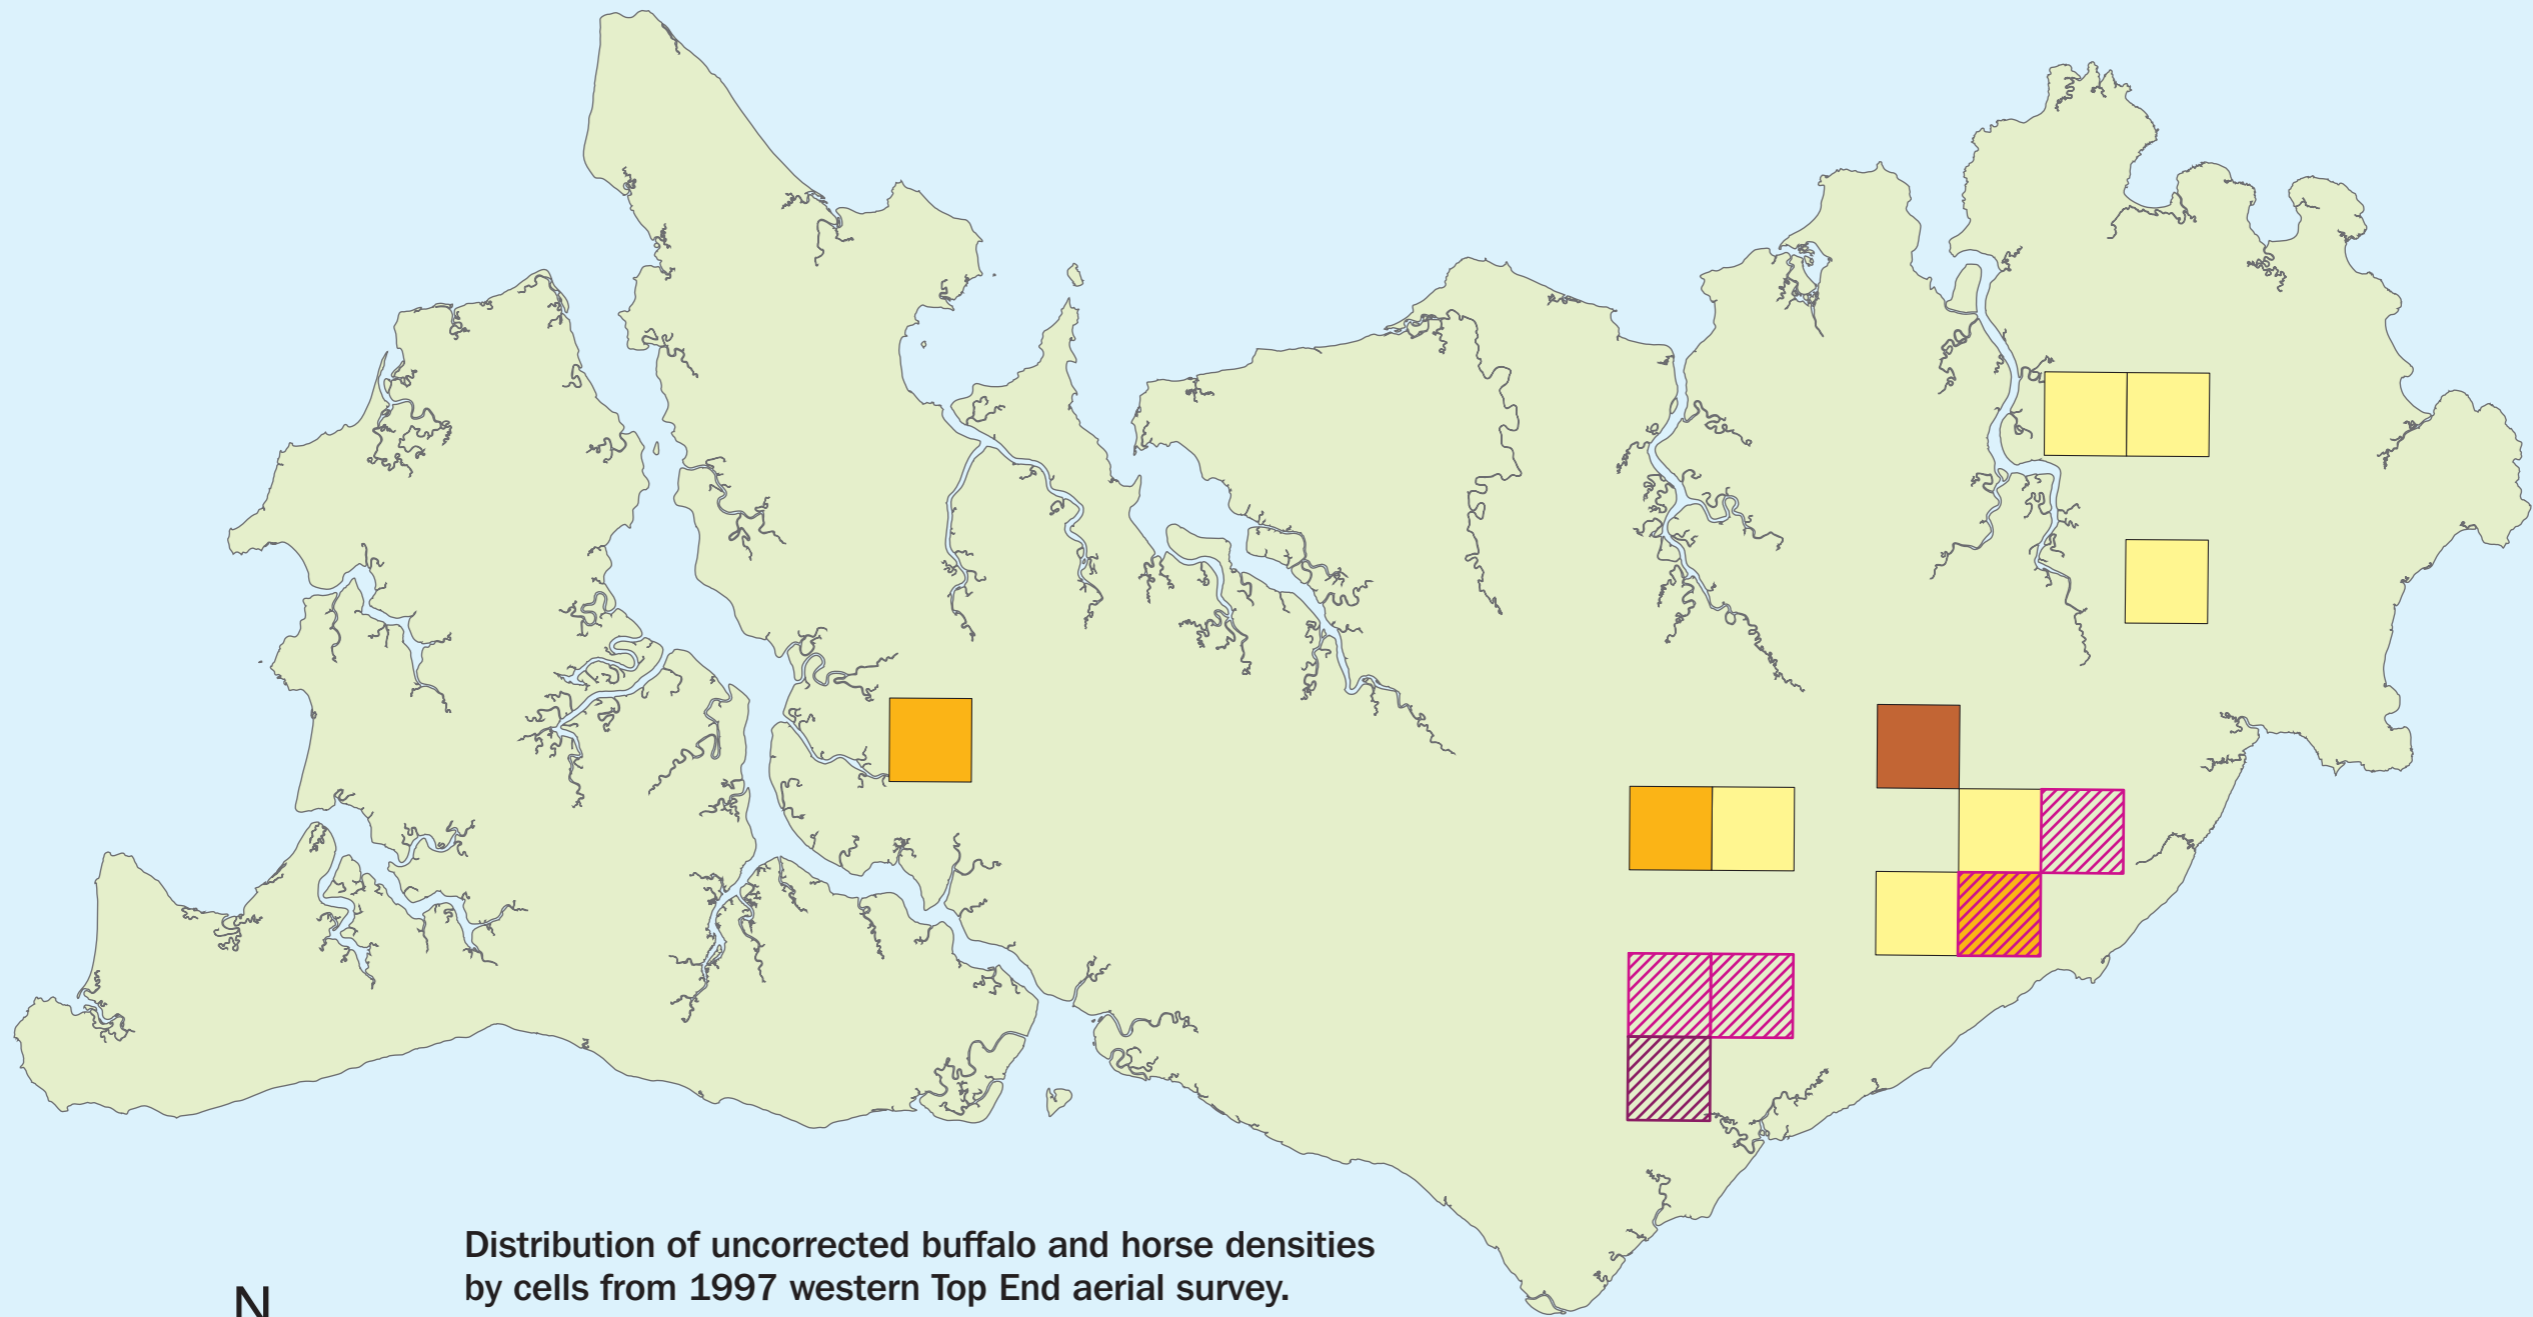 Distribution of uncorrected buffalo and horse densities
by cells from 1997 western Top End aerial survey.
N